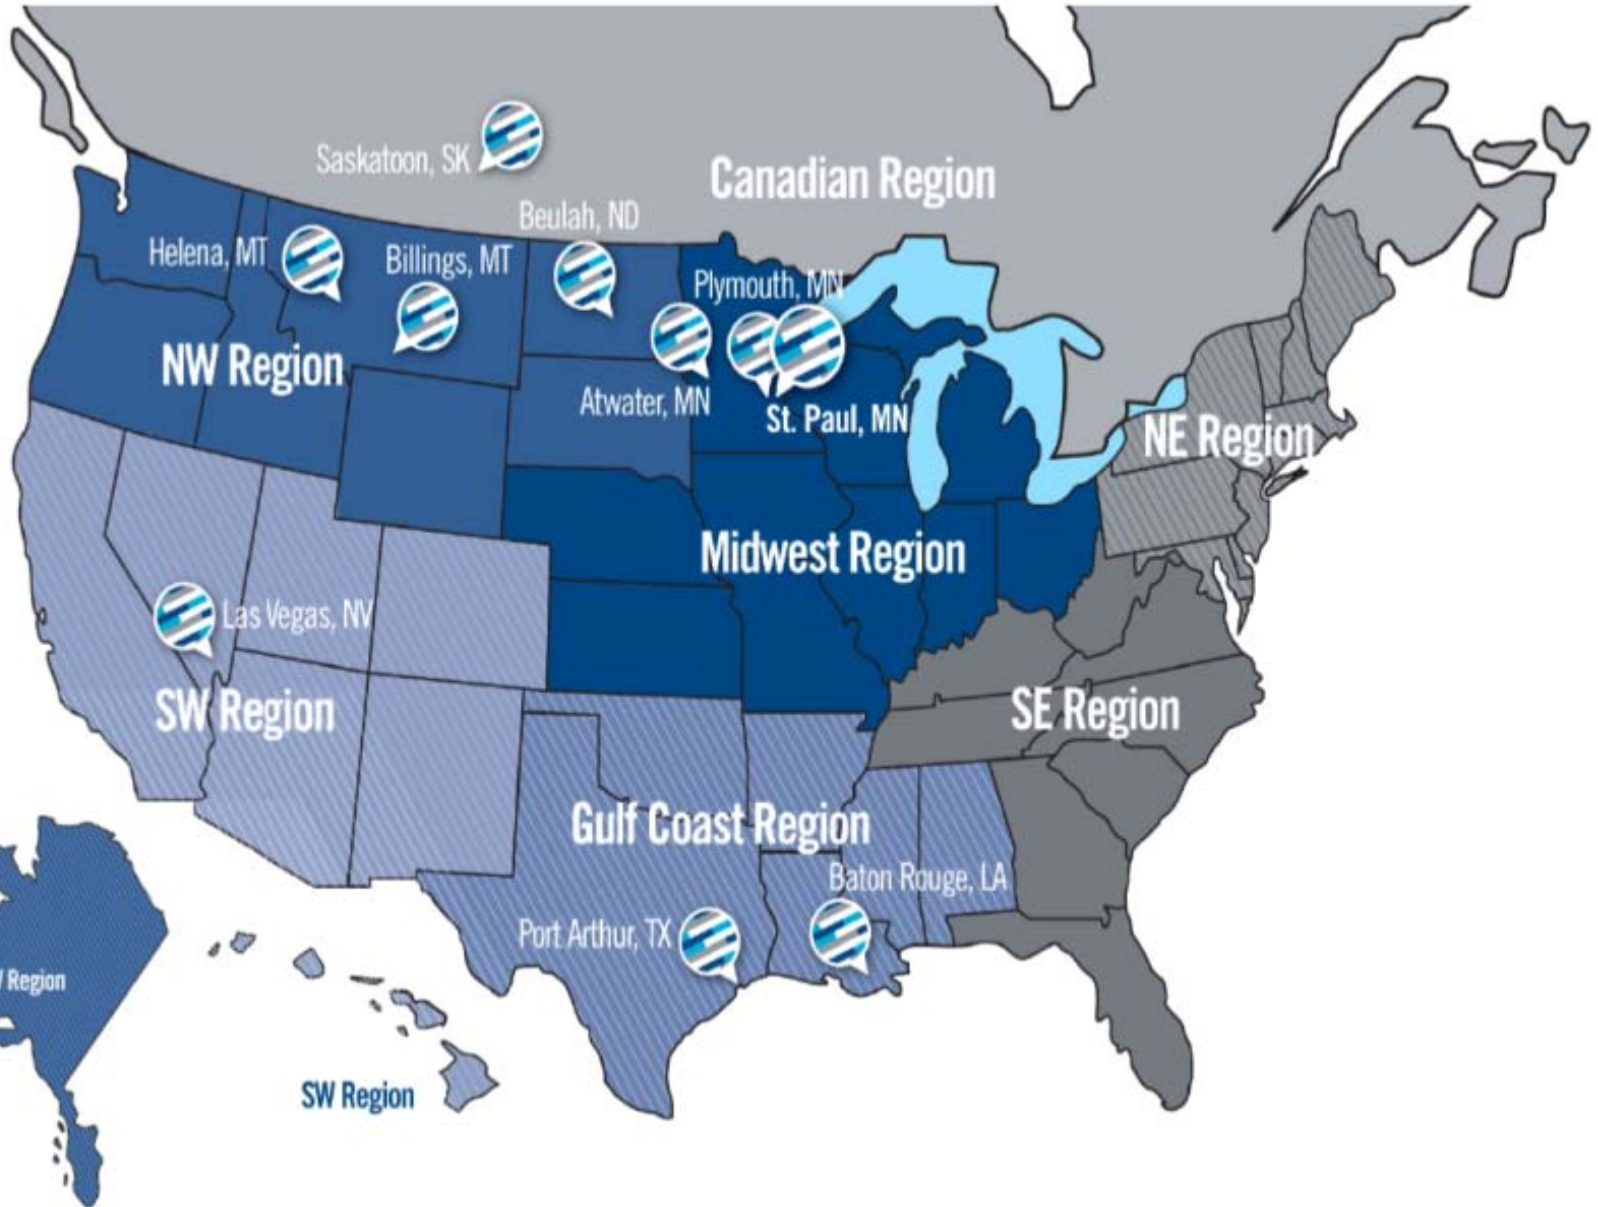 Saskatoon, SK
Canadian Region
Beulah, ND
Helena, MT
Billings, MT
Plymouth, MN
NW Region
Atwater, MN
St. Paul, MN
NE Region
Midwest Region
Las Vegas, NV
SW Region
SE Region
Gulf Coast Region
Baton Rouge, LA
Port Arthur, TX
Region
SW Region